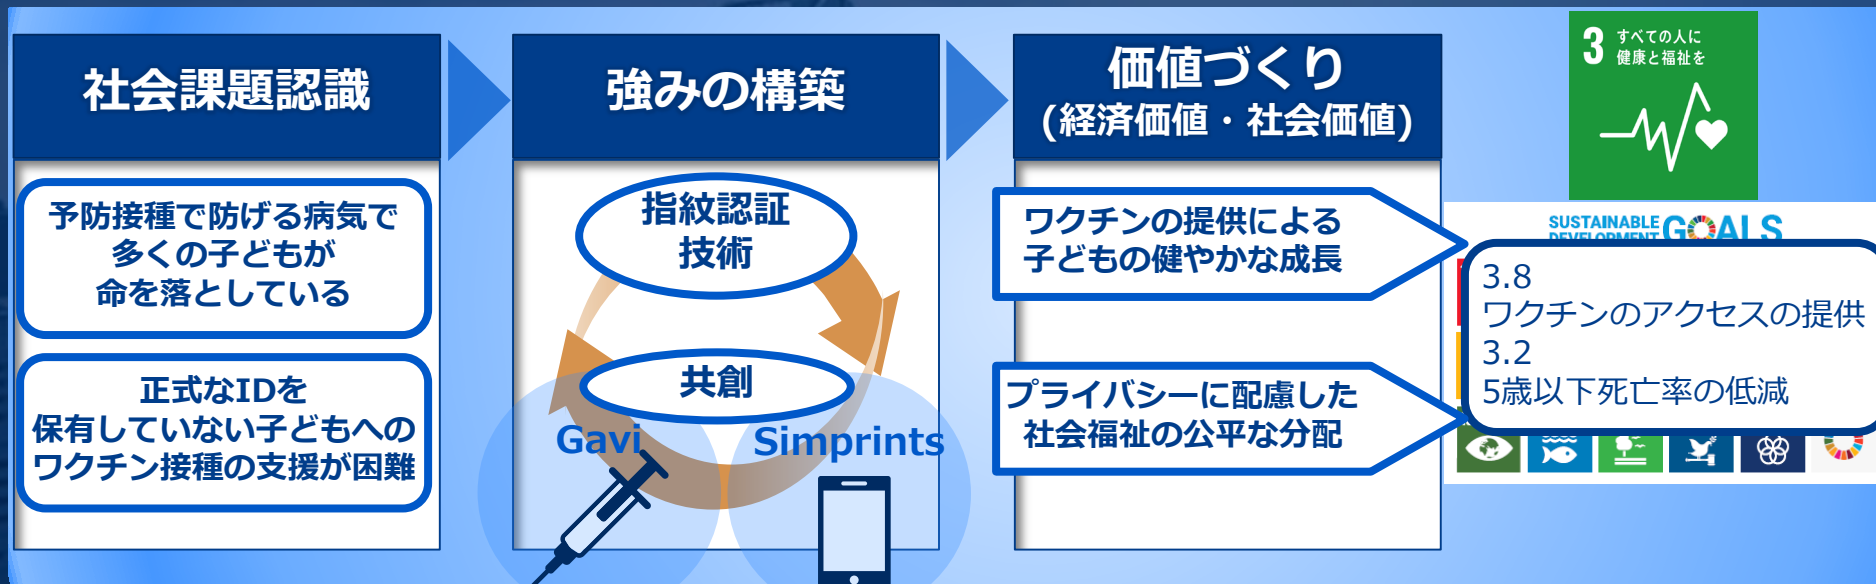 社会課題認識
予防接種で防げる病気で
多くの子どもが
命を落としている
正式なIDを
保有していない子どもへの
ワクチン接種の支援が困難
強みの構築
指紋認証
技術
共創
Gavi
Simprints
価値づくり
(経済価値・社会価値)
ワクチンの提供による
子どもの健やかな成長
プライバシーに配慮した
社会福祉の公平な分配
3 すべての人に
健康と福祉を
SUSTAINABLE GOALS
DEVELOPMENT
3.8
ワクチンのアクセスの提供
3.2
5歳以下死亡率の低減